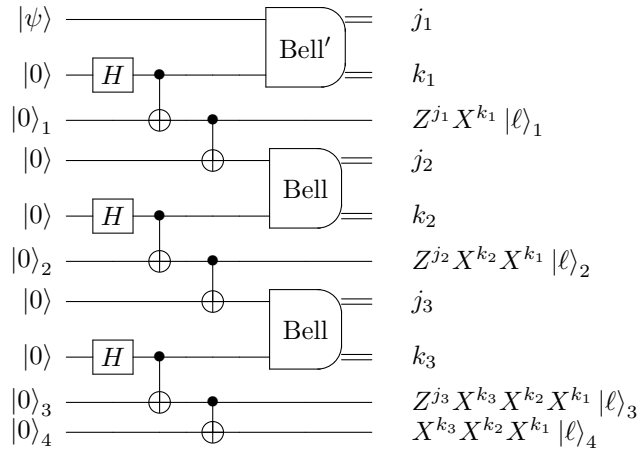 |ψ⟩ Bell′ j₁
|0⟩ H k₁
|0⟩₁ Z^{j₁} X^{k₁} |ℓ⟩₁
|0⟩ Bell j₂
|0⟩ H k₂
|0⟩₂ Z^{j₂} X^{k₂} X^{k₁} |ℓ⟩₂
|0⟩ Bell j₃
|0⟩ H k₃
|0⟩₃ Z^{j₃} X^{k₃} X^{k₂} X^{k₁} |ℓ⟩₃
|0⟩₄ X^{k₃} X^{k₂} X^{k₁} |ℓ⟩₄